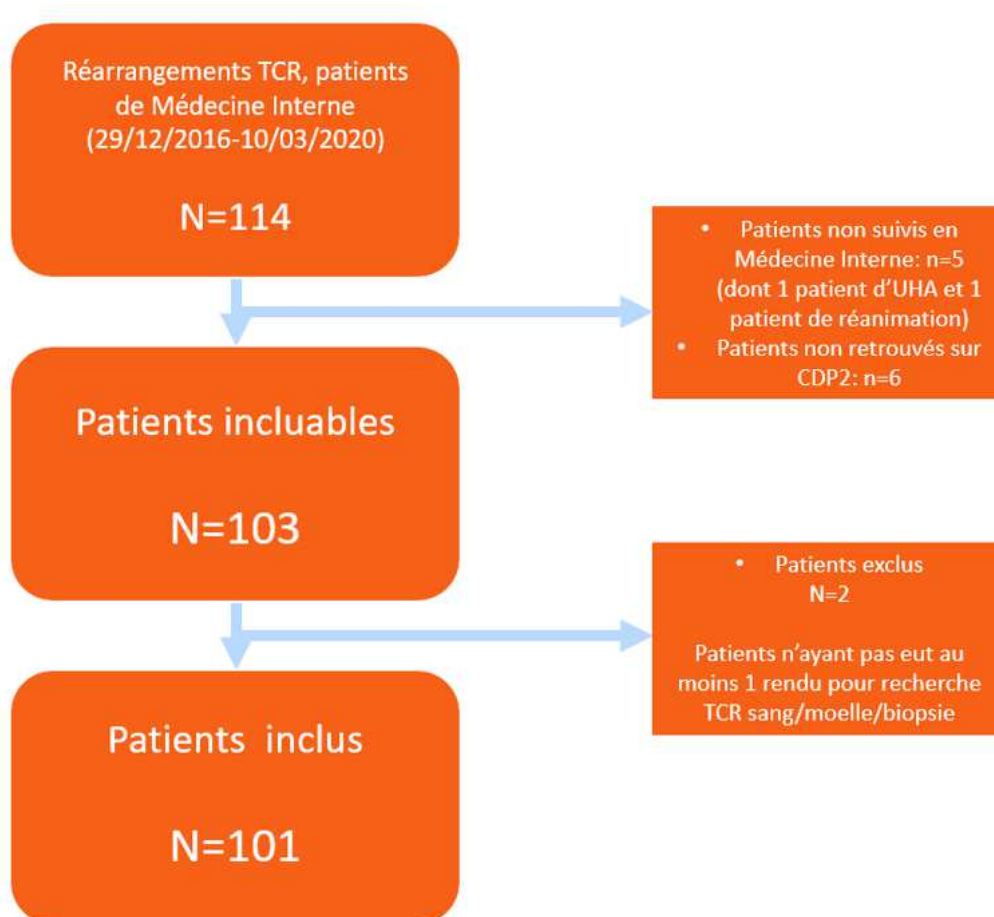 Réarrangements TCR, patients
de Médecine Interne
(29/12/2016-10/03/2020)
N=114
• Patients non suivis en
Médecine Interne: n=5
(dont 1 patient d'UHA et 1
patient de réanimation)
• Patients non retrouvés sur
CDP2: n=6
Patients incluables
N=103
• Patients exclus
N=2
Patients n'ayant pas eut au
moins 1 rendu pour recherche
TCR sang/moelle/biopsie
Patients inclus
N=101